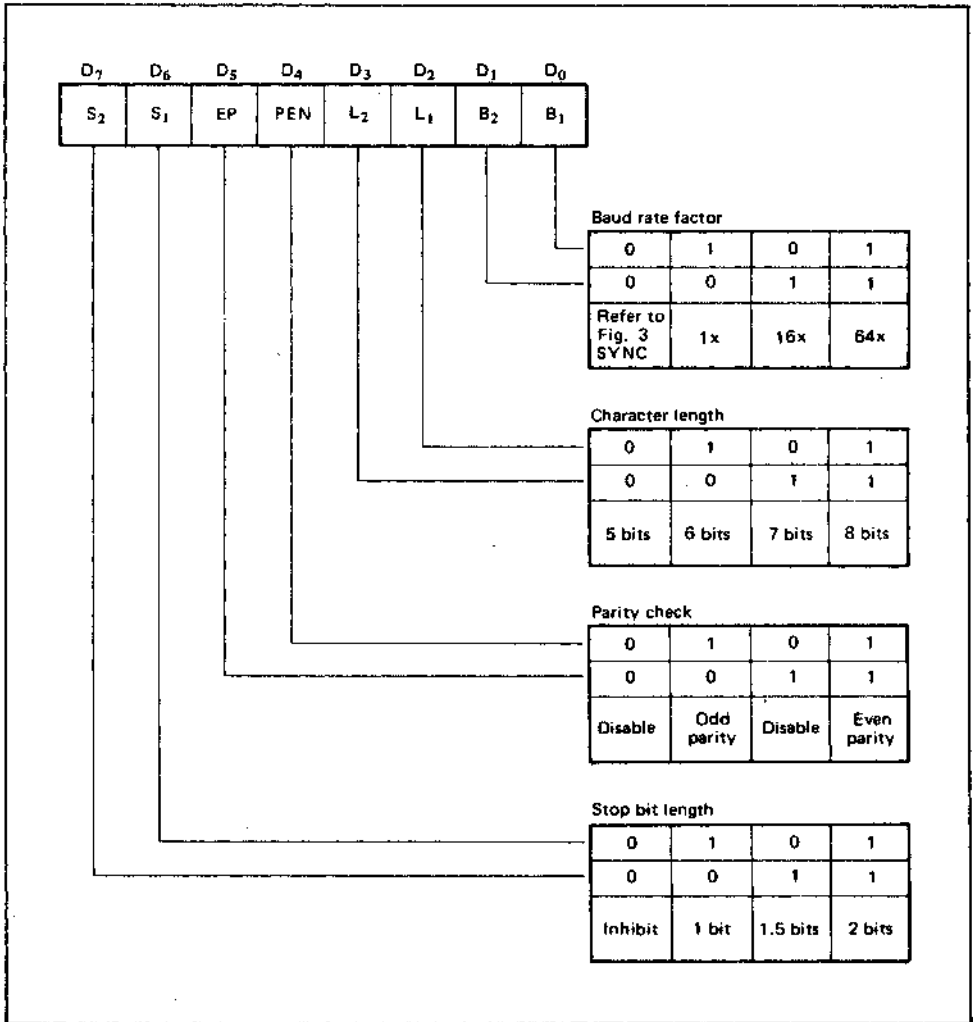 D₇ D₆ D₅ D₄ D₃ D₂ D₁ D₀
S₂ S₁ EP PEN L₂ L₁ B₂ B₁
Baud rate factor
0 1 0 1
0 0 1 1
Refer to Fig. 3 SYNC 1x 16x 64x
Character length
0 1 0 1
0 0 1 1
5 bits 6 bits 7 bits 8 bits
Parity check
0 1 0 1
0 0 1 1
Disable Odd parity Disable Even parity
Stop bit length
0 1 0 1
0 0 1 1
Inhibit 1 bit 1.5 bits 2 bits